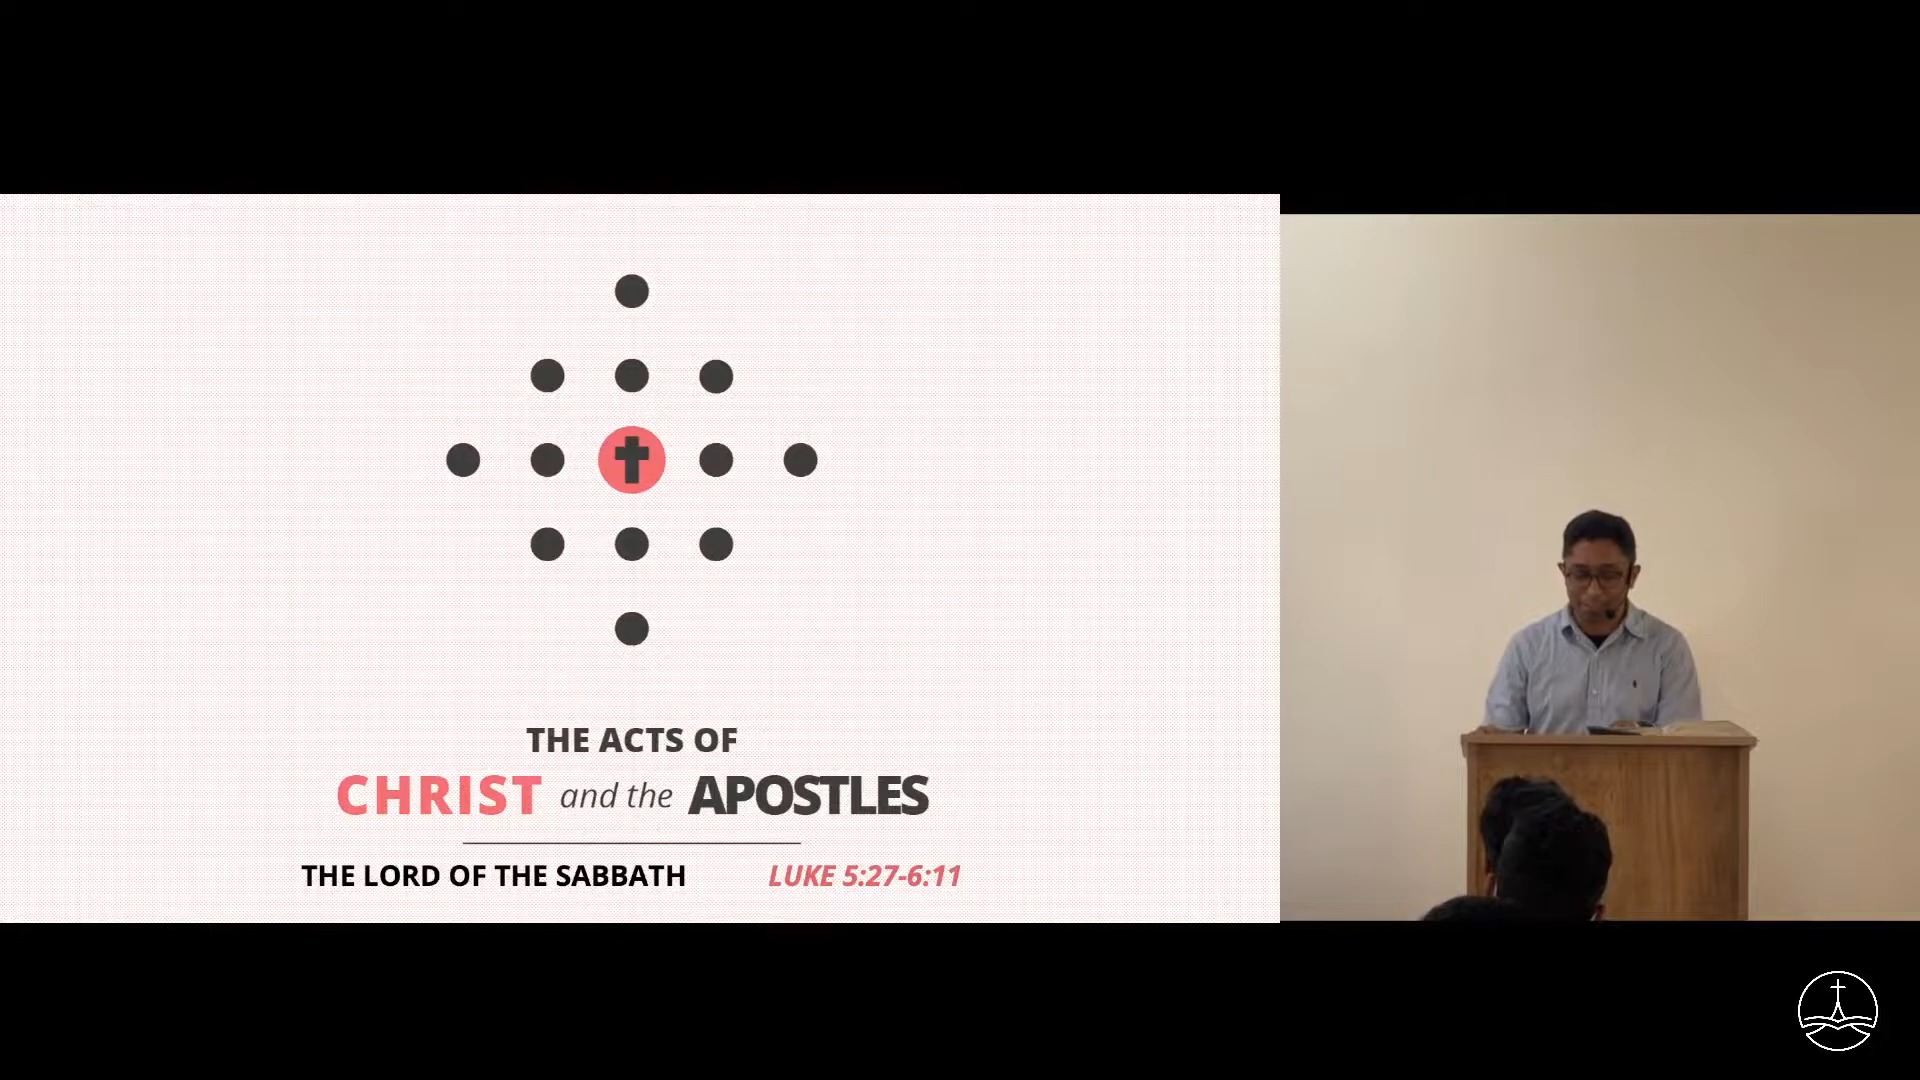 THE ACTS OF
CHRIST and the APOSTLES
THE LORD OF THE SABBATH LUKE 5:27-6:11